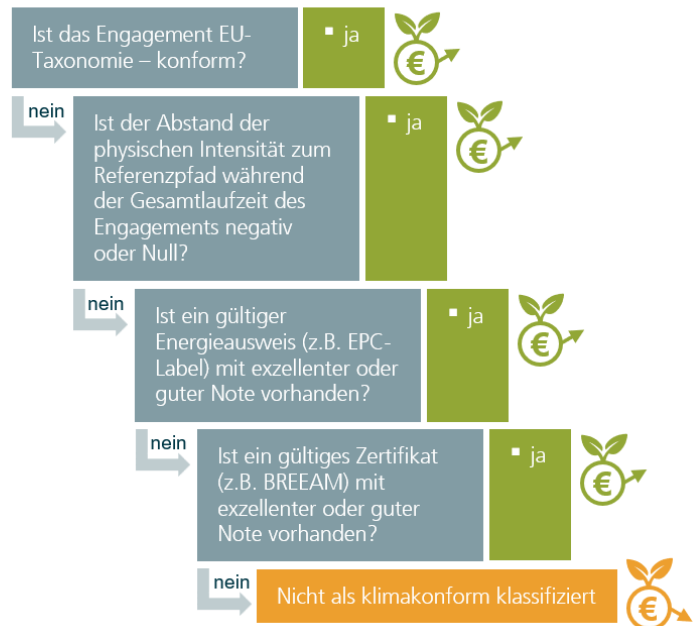 Ist das Engagement EU-
Taxonomie – konform?
▪ ja
€
nein
Ist der Abstand der
physischen Intensität zum
Referenzpfad während
der Gesamtlaufzeit des
Engagements negativ
oder Null?
▪ ja
€
nein
Ist ein gültiger
Energieausweis (z.B. EPC-
Label) mit exzellenter oder
guter Note vorhanden?
▪ ja
€
nein
Ist ein gültiges Zertifikat
(z.B. BREEAM) mit
exzellenter oder guter
Note vorhanden?
▪ ja
€
nein
Nicht als klimakonform klassifiziert
€